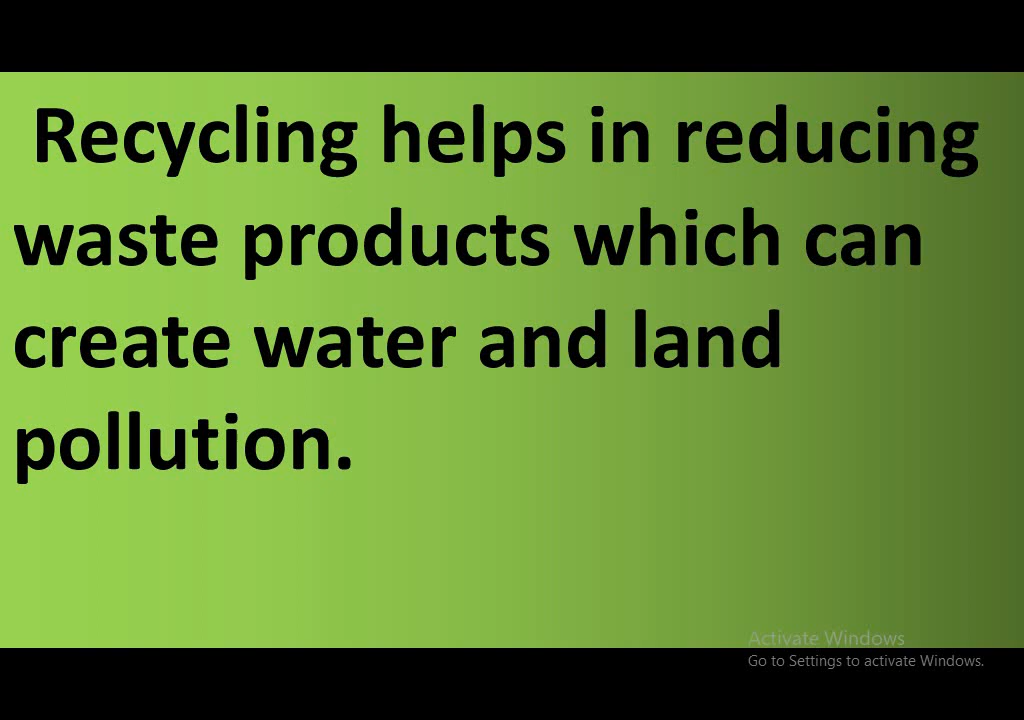 Recycling helps in reducing
waste products which can
create water and land
pollution.
Activate Windows
Go to Settings to activate Windows.